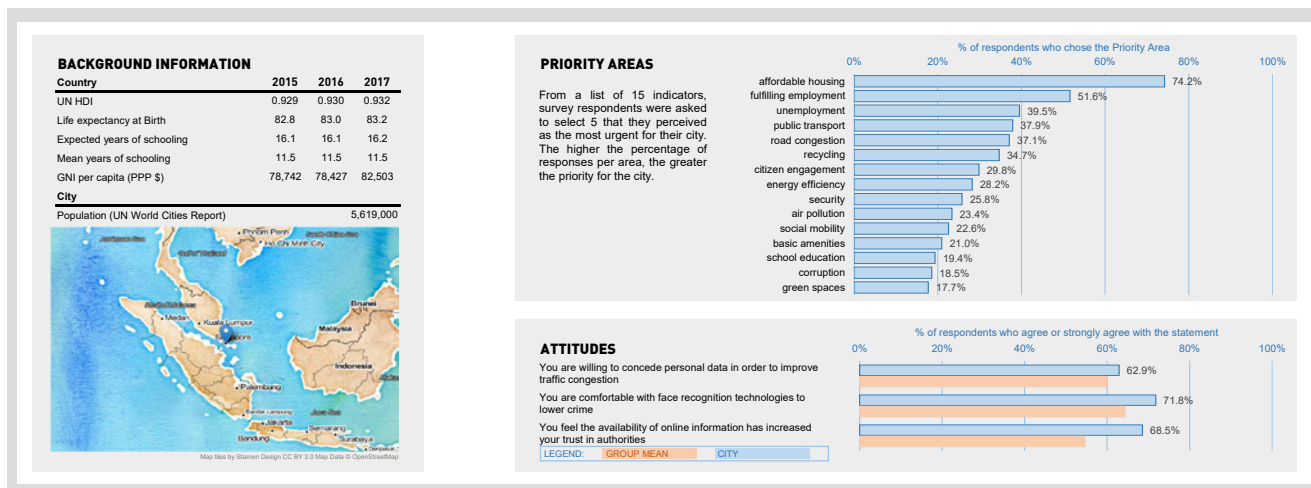 BACKGROUND INFORMATION
Country 2015 2016 2017
UN HDI 0.929 0.930 0.932
Life expectancy at Birth 82.8 83.0 83.2
Expected years of schooling 16.1 16.1 16.2
Mean years of schooling 11.5 11.5 11.5
GNI per capita (PPP $) 78,742 78,427 82,503
City
Population (UN World Cities Report) 5,619,000
Phnom Penh
Ho Chi Minh City
Medan
Kuala Lumpur
Brunei
Malaysia
Indonesia
Palembang
Bandar Lampung
Java Sea
Jakarta
Semarang
Bandung
Surabaya
Map tiles by Stamen Design CC BY 3.0 Map Data © OpenStreetMap
PRIORITY AREAS
From a list of 15 indicators,
survey respondents were asked
to select 5 that they perceived
as the most urgent for their city.
The higher the percentage of
responses per area, the greater
the priority for the city.
% of respondents who chose the Priority Area
0% 20% 40% 60% 80% 100%
affordable housing 74.2%
fulfilling employment 51.6%
unemployment 39.5%
public transport 37.9%
road congestion 37.1%
recycling 34.7%
citizen engagement 29.8%
energy efficiency 28.2%
security 25.8%
air pollution 23.4%
social mobility 22.6%
basic amenities 21.0%
school education 19.4%
corruption 18.5%
green spaces 17.7%
ATTITUDES
% of respondents who agree or strongly agree with the statement
0% 20% 40% 60% 80% 100%
You are willing to concede personal data in order to improve
traffic congestion
62.9%
You are comfortable with face recognition technologies to
lower crime
71.8%
You feel the availability of online information has increased
your trust in authorities
68.5%
LEGEND: GROUP MEAN CITY